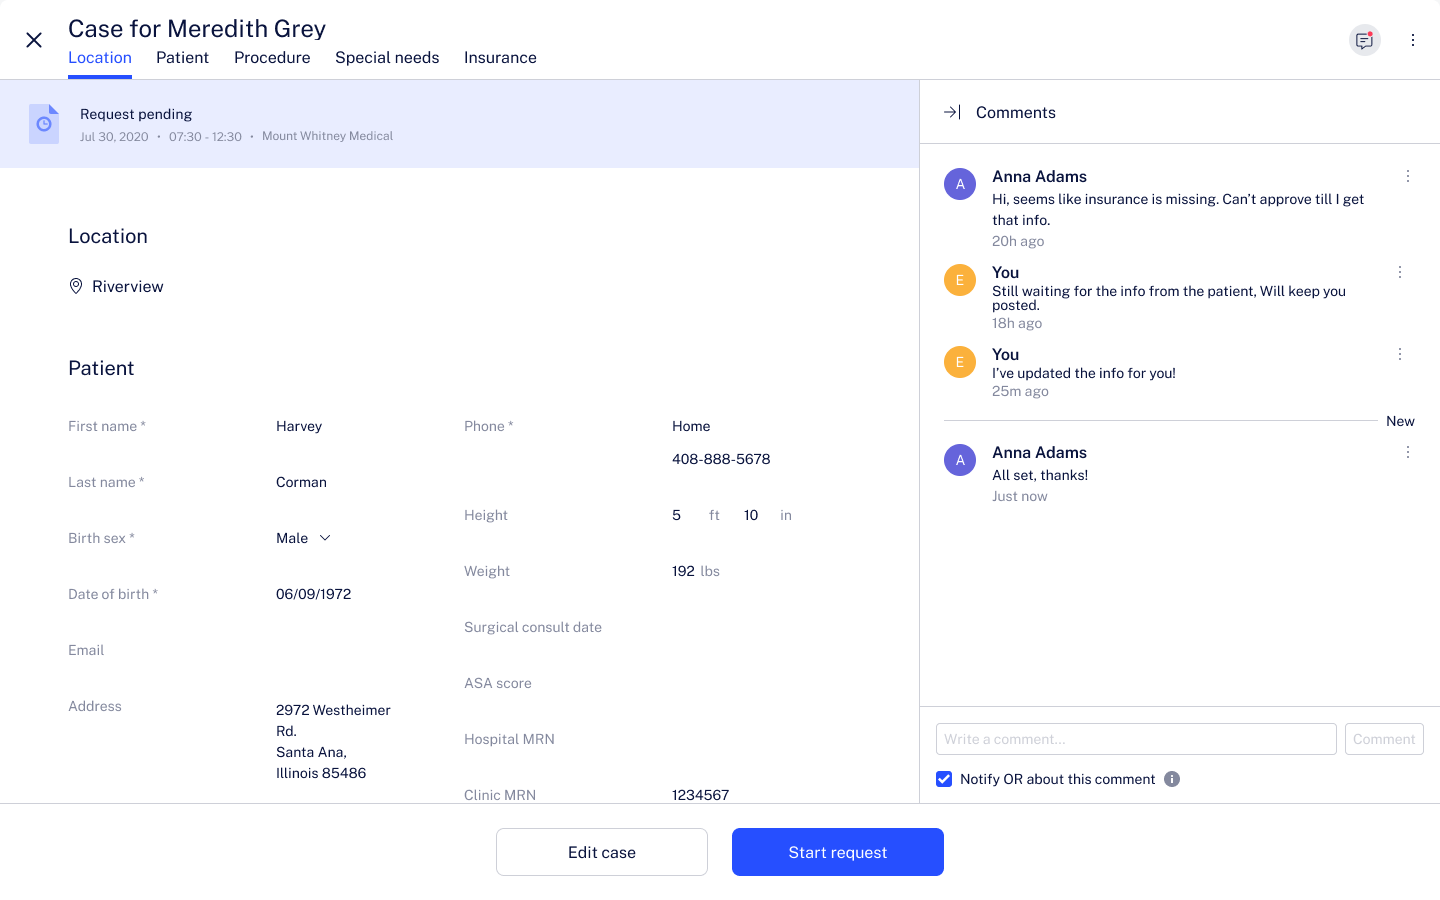 Case for Meredith Grey
Location Patient Procedure Special needs Insurance
Request pending
Jul 30, 2020 • 07:30 - 12:30 • Mount Whitney Medical
Location
Riverview
Patient
First name * Harvey
Last name * Corman
Birth sex * Male
Date of birth * 06/09/1972
Email
Address 2972 Westheimer
Rd.
Santa Ana,
Illinois 85486
Phone * Home
408-888-5678
Height 5 ft 10 in
Weight 192 lbs
Surgical consult date
ASA score
Hospital MRN
Clinic MRN 1234567
Comments
A
Anna Adams
Hi, seems like insurance is missing. Can’t approve till I get
that info.
20h ago
E
You
Still waiting for the info from the patient, Will keep you
posted.
18h ago
E
You
I’ve updated the info for you!
25m ago
New
A
Anna Adams
All set, thanks!
Just now
Write a comment... Comment
Notify OR about this comment
Edit case Start request